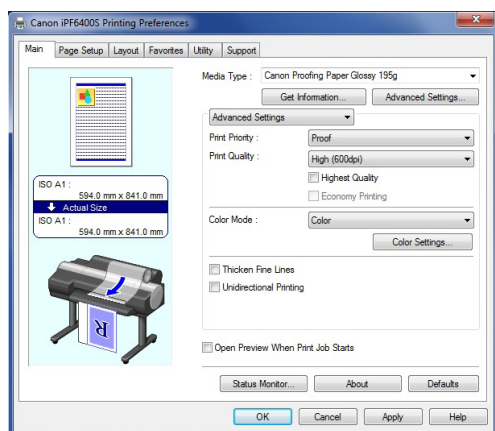 Canon iPF6400S Printing Preferences
Main Page Setup Layout Favorites Utility Support
Media Type : Canon Proofing Paper Glossy 195g
Get Information... Advanced Settings...
Advanced Settings
Print Priority : Proof
Print Quality : High (600dpi)
Highest Quality
Economy Printing
ISO A1 :
594.0 mm x 841.0 mm
Actual Size
ISO A1 :
594.0 mm x 841.0 mm
Color Mode : Color
Color Settings...
Thicken Fine Lines
Unidirectional Printing
R
Open Preview When Print Job Starts
Status Monitor... About Defaults
OK Cancel Apply Help